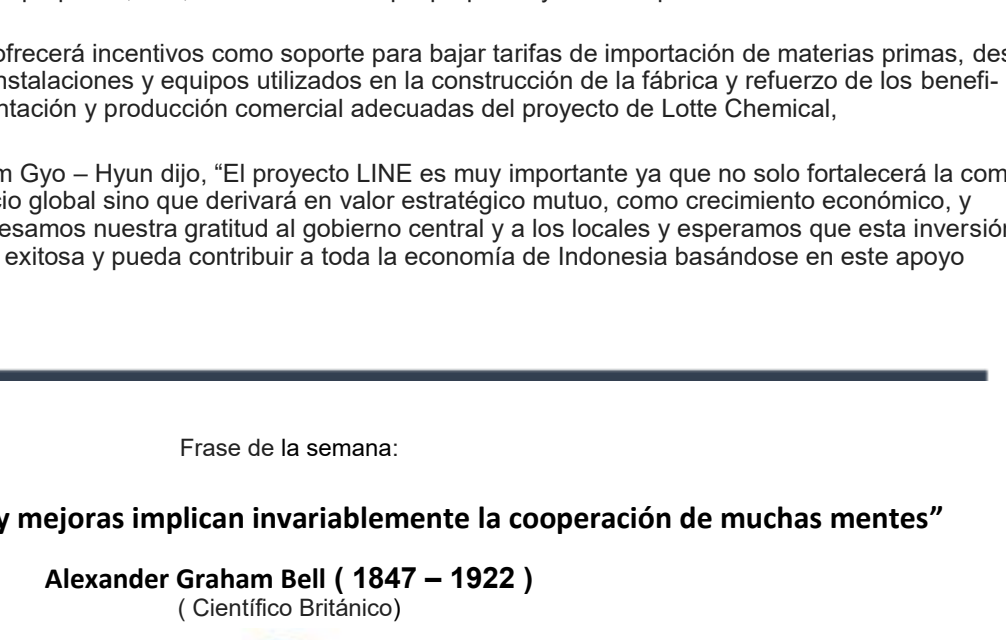 ofrecerá incentivos como soporte para bajar tarifas de importación de materias primas, des
nstalaciones y equipos utilizados en la construcción de la fábrica y refuerzo de los benefi-
ntación y producción comercial adecuadas del proyecto de Lotte Chemical,
m Gyo – Hyun dijo, “El proyecto LINE es muy importante ya que no solo fortalecerá la com
cio global sino que derivará en valor estratégico mutuo, como crecimiento económico, y
esamos nuestra gratitud al gobierno central y a los locales y esperamos que esta inversión
exitosa y pueda contribuir a toda la economía de Indonesia basándose en este apoyo
Frase de la semana:
y mejoras implican invariablemente la cooperación de muchas mentes”
Alexander Graham Bell ( 1847 – 1922 )
( Científico Británico)